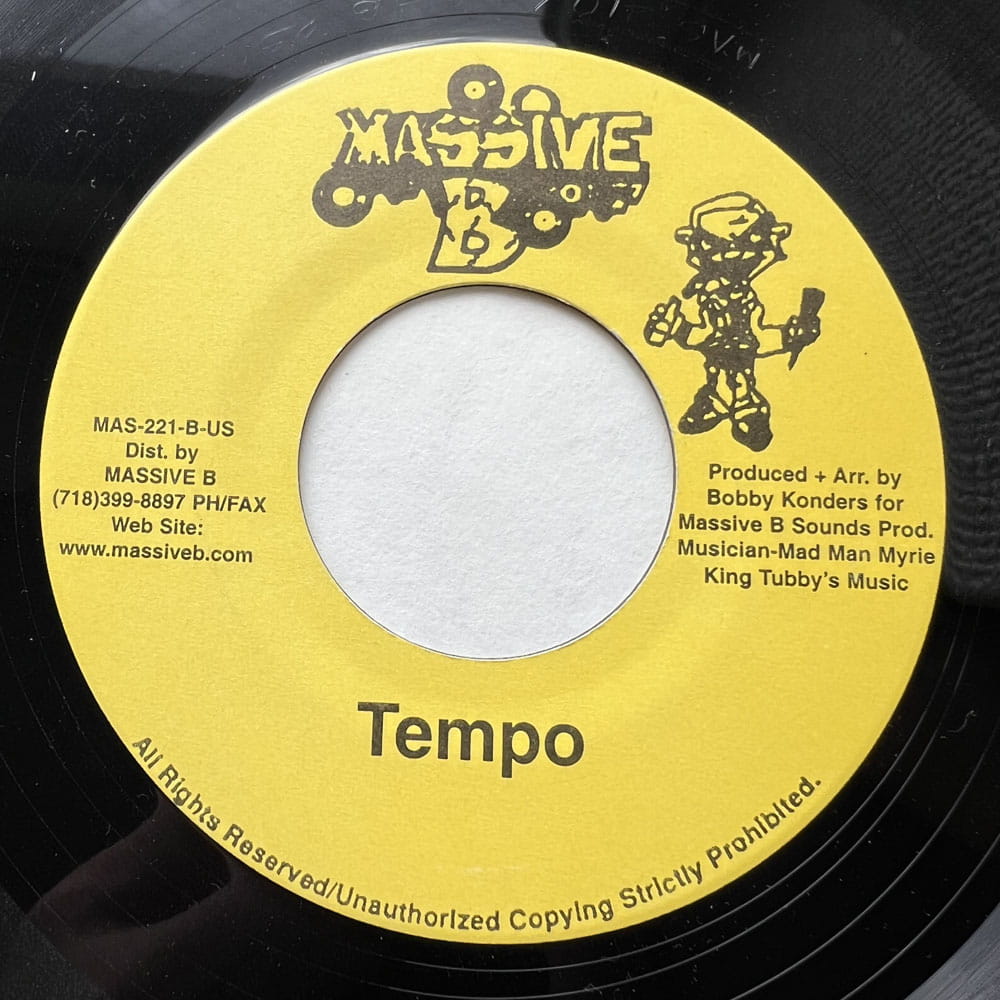 MASSIVE
B
MAS-221-B-US
Dist. by
MASSIVE B
(718)399-8897 PH/FAX
Web Site:
www.massiveb.com
Produced + Arr. by
Bobby Konders for
Massive B Sounds Prod.
Musician-Mad Man Myrie
King Tubby's Music
Tempo
All Rights Reserved/Unauthorized Copying Strictly Prohibited.